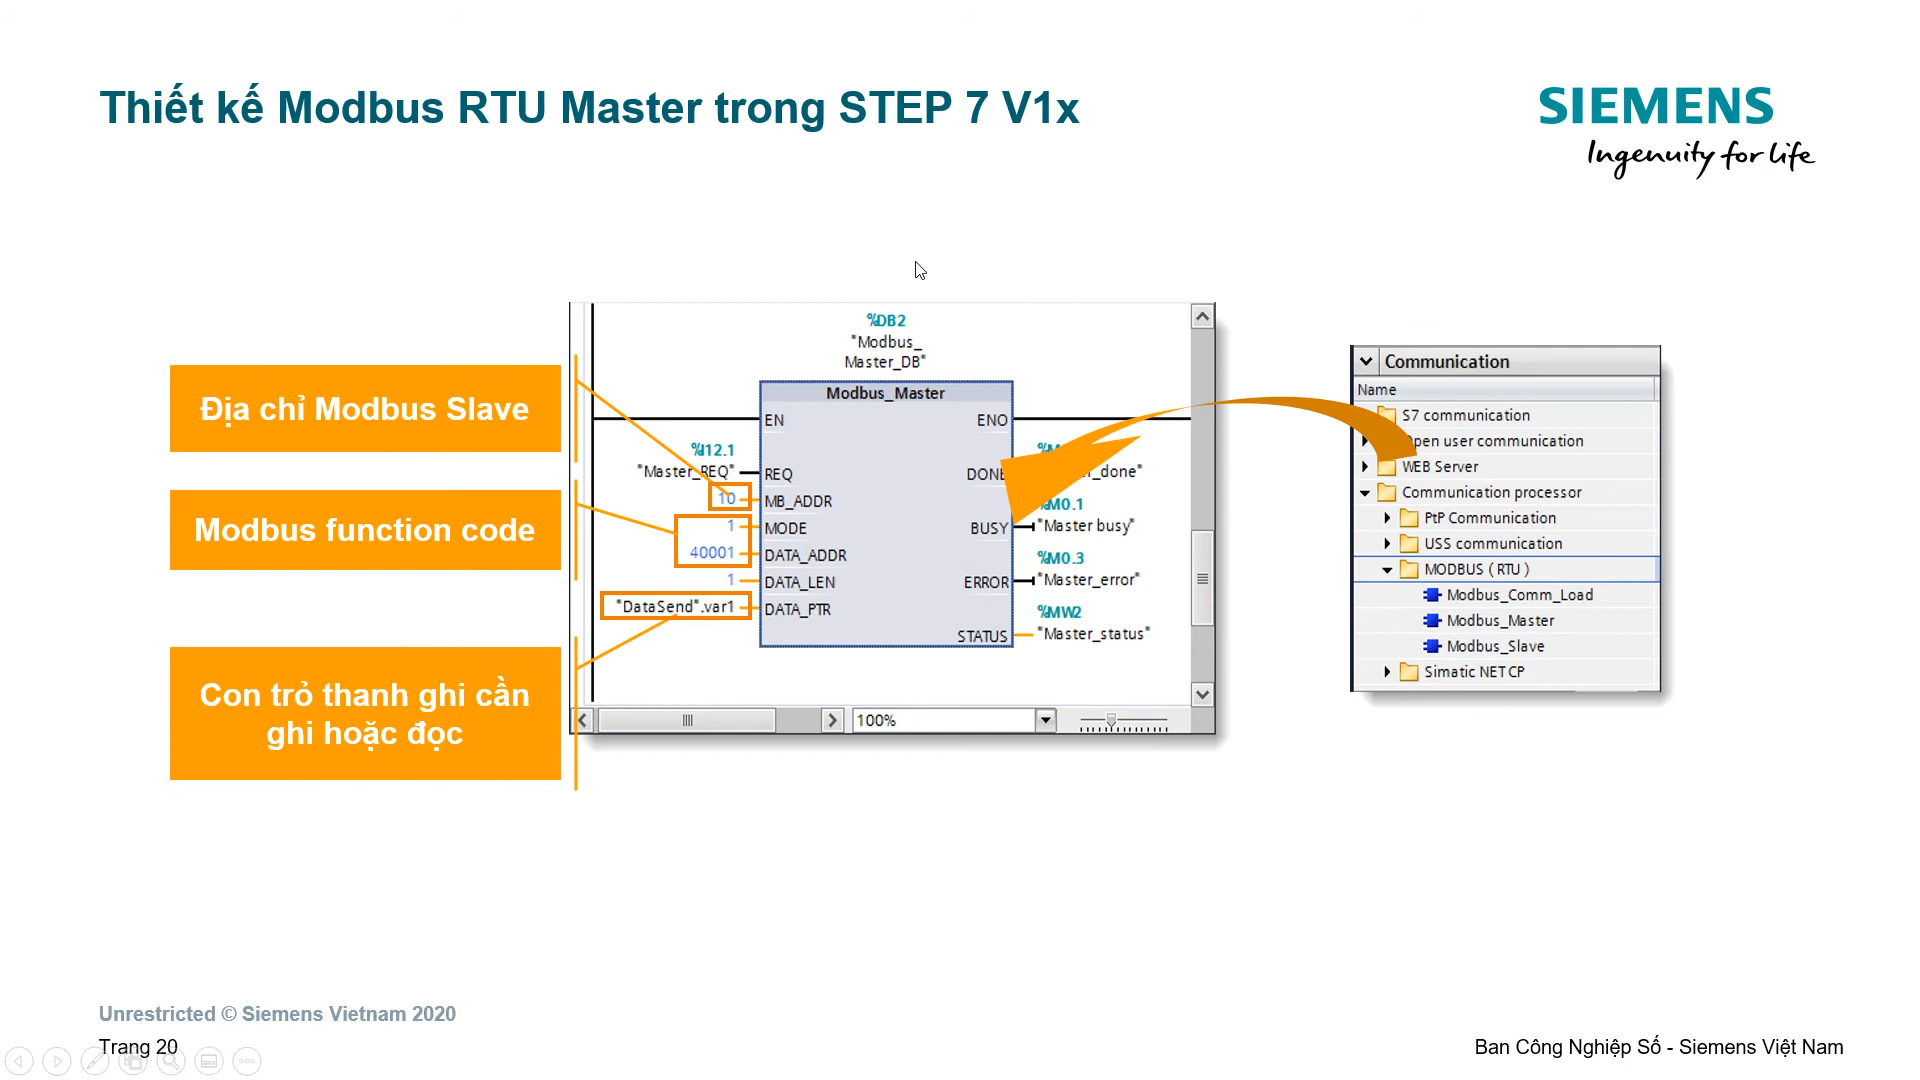 Thiết kế Modbus RTU Master trong STEP 7 V1x
SIEMENS
Ingenuity for life
Địa chỉ Modbus Slave
Modbus function code
Con trỏ thanh ghi cần
ghi hoặc đọc
%DB2
"Modbus_
Master_DB"
Modbus_Master
EN
ENO
%I12.1
"Master_REQ"
REQ
DONE
_done"
10
MB_ADDR
%M0.1
1
MODE
BUSY
"Master busy"
40001
DATA_ADDR
%M0.3
1
DATA_LEN
ERROR
"Master_error"
"DataSend".var1
DATA_PTR
%MW2
STATUS
"Master_status"
100%
Communication
Name
S7 communication
Open user communication
WEB Server
Communication processor
PtP Communication
USS communication
MODBUS (RTU)
Modbus_Comm_Load
Modbus_Master
Modbus_Slave
Simatic NET CP
Unrestricted © Siemens Vietnam 2020
Trang 20
Ban Công Nghiệp Số - Siemens Việt Nam